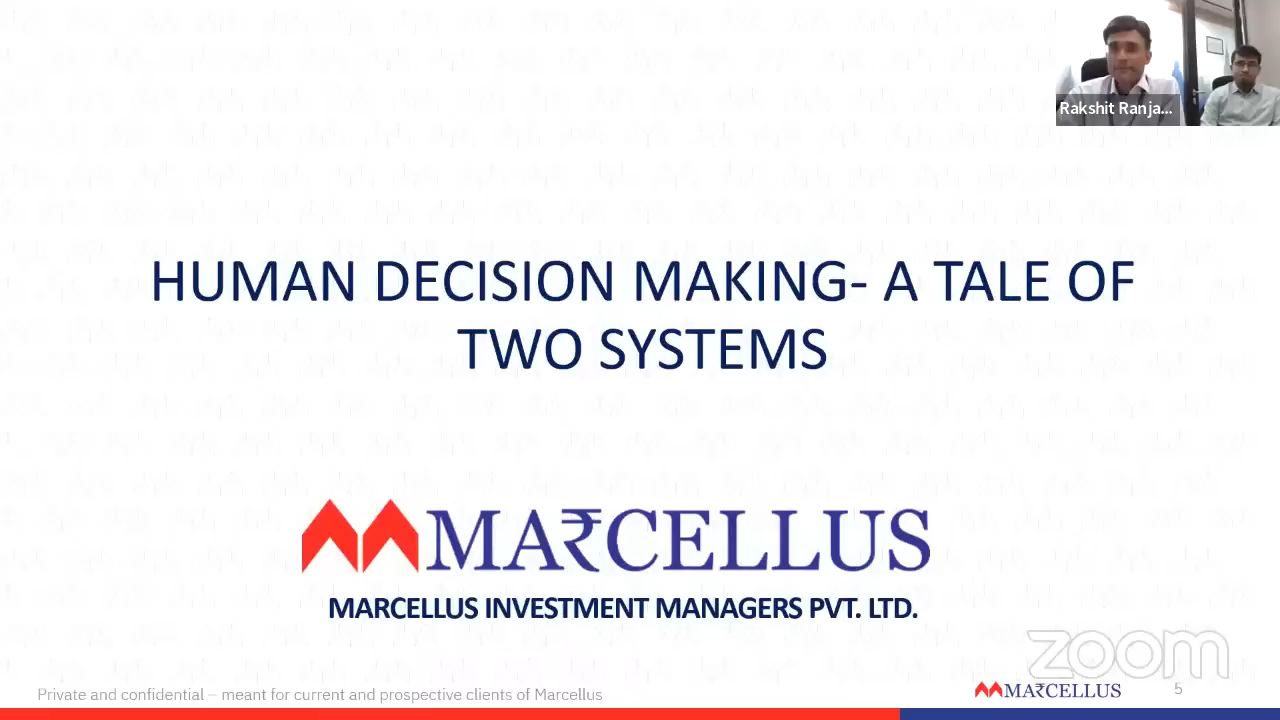 Rakshit Ranja...
HUMAN DECISION MAKING- A TALE OF
TWO SYSTEMS
MA₹CELLUS
MARCELLUS INVESTMENT MANAGERS PVT. LTD.
zoom
Private and confidential – meant for current and prospective clients of Marcellus
MA₹CELLUS
5